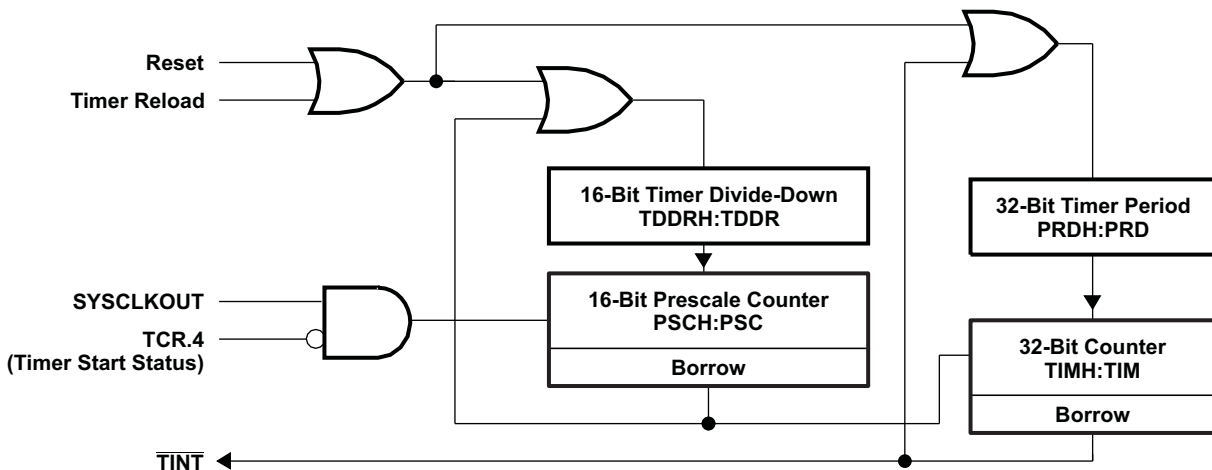 Reset
Timer Reload
16-Bit Timer Divide-Down
TDDRH:TDDR
32-Bit Timer Period
PRDH:PRD
SYSCLKOUT
TCR.4
(Timer Start Status)
16-Bit Prescale Counter
PSCH:PSC
Borrow
32-Bit Counter
TIMH:TIM
Borrow
TINT